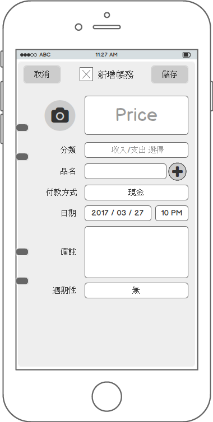 ABC 11:27 AM
取消 新增帳務 儲存
Price
分類 收入/支出 選擇
品名
付款方式 現金
日期 2017 / 03 / 27 10 PM
備註
週期性 無